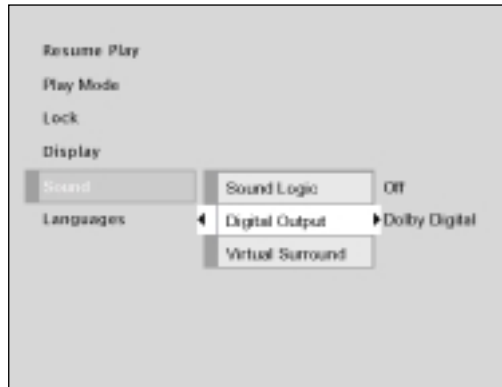 Resume Play
Play Mode
Lock
Display
Sound Sound Logic Off
Languages Digital Output Dolby Digital
Virtual Surround